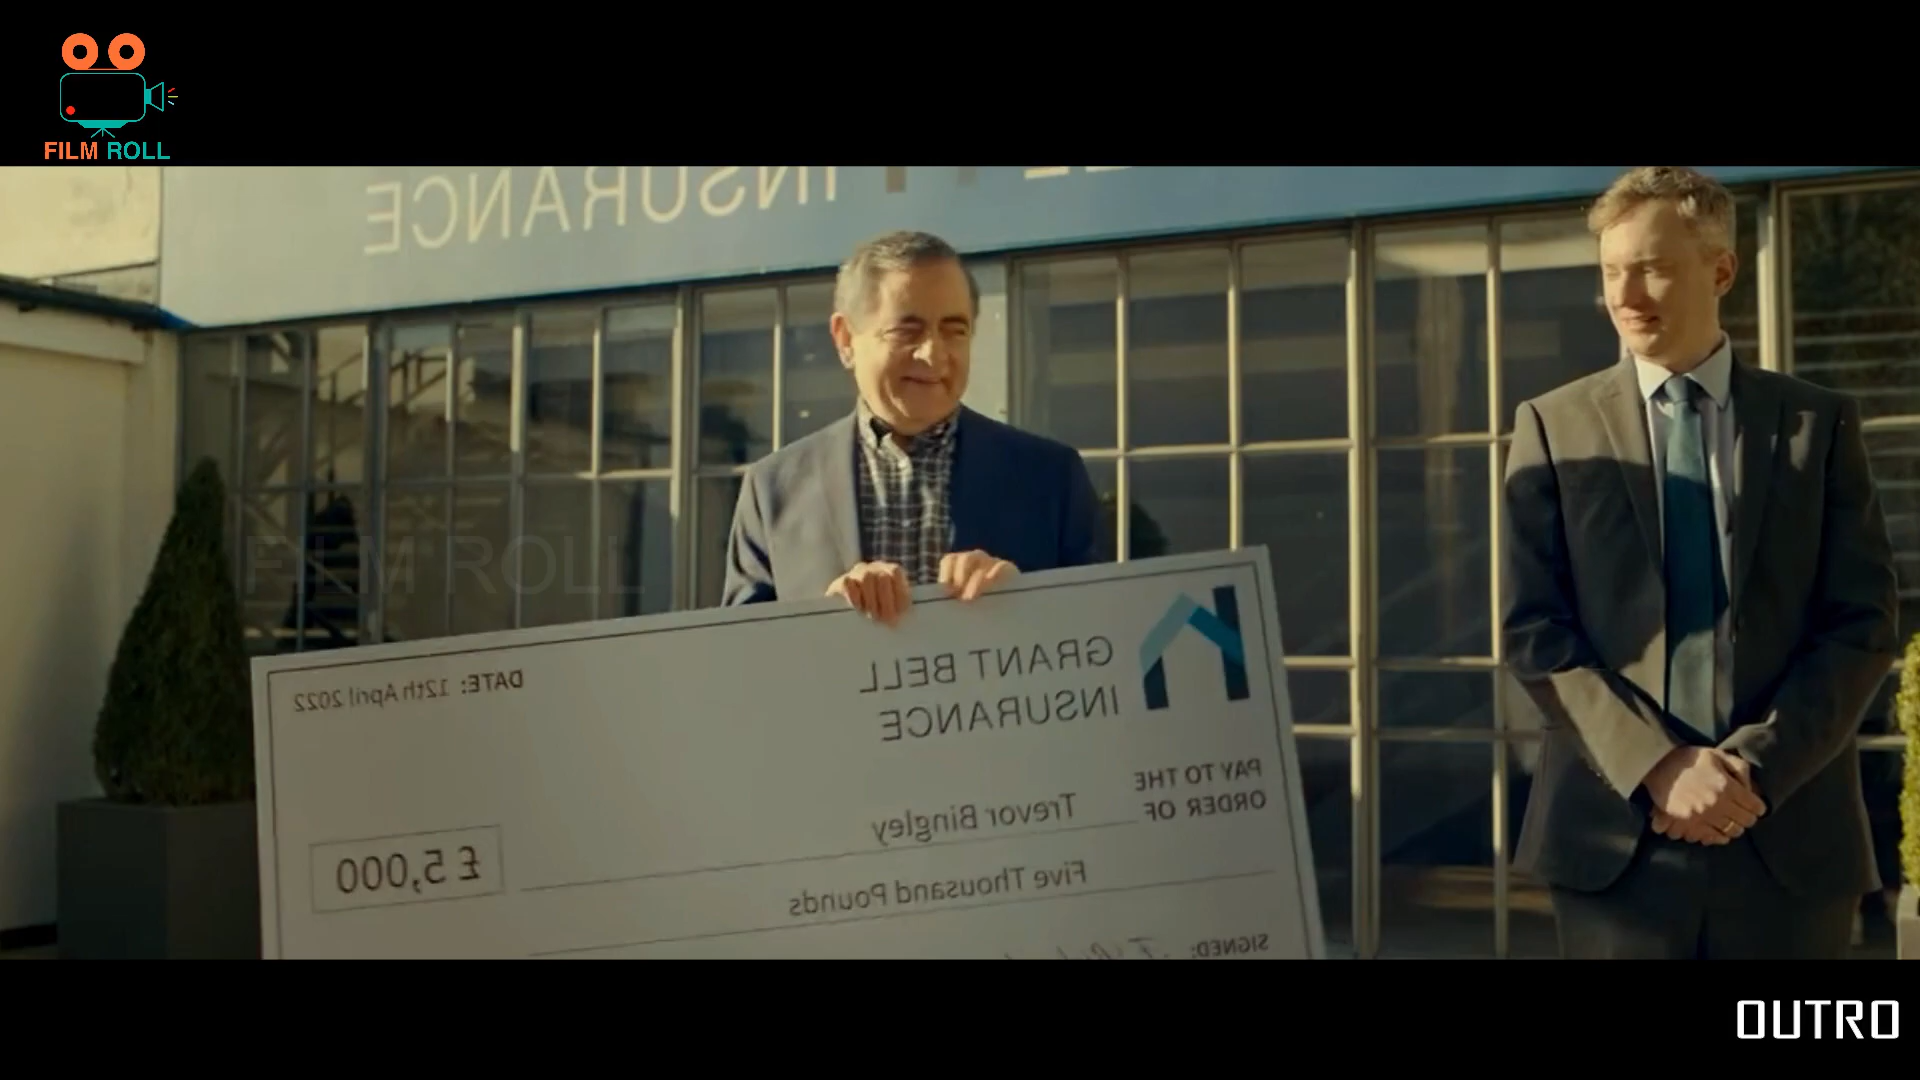 FILM ROLL
INSURANCE
FILM ROLL
GRANT BELL
INSURANCE
DATE: 12th April 2022
PAY TO THE
ORDER OF
Trevor Bingley
£ 5,000
Five Thousand Pounds
SIGNED:
OUTRO